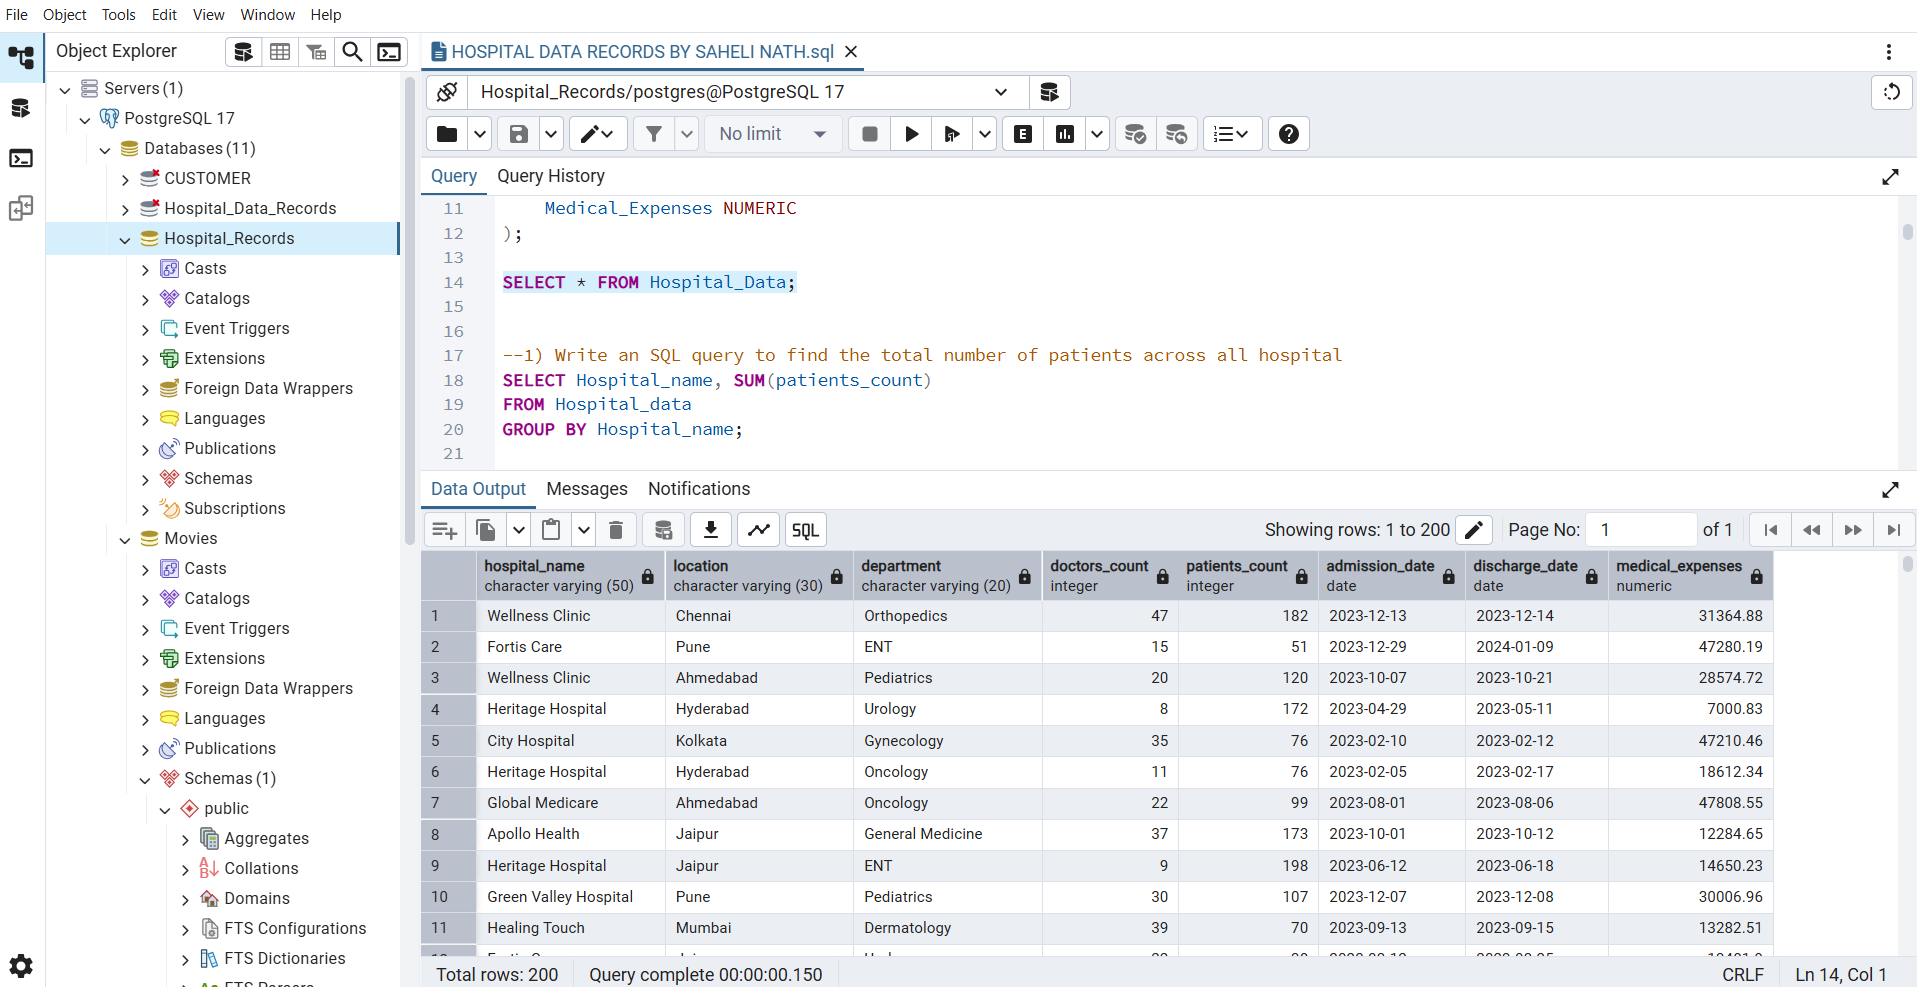 File Object Tools Edit View Window Help
Object Explorer
Servers (1)
PostgreSQL 17
Databases (11)
CUSTOMER
Hospital_Data_Records
Hospital_Records
Casts
Catalogs
Event Triggers
Extensions
Foreign Data Wrappers
Languages
Publications
Schemas
Subscriptions
Movies
Casts
Catalogs
Event Triggers
Extensions
Foreign Data Wrappers
Languages
Publications
Schemas (1)
public
Aggregates
Collations
Domains
FTS Configurations
FTS Dictionaries
HOSPITAL DATA RECORDS BY SAHELI NATH.sql
Hospital_Records/postgres@PostgreSQL 17
No limit
E
Query Query History
11 Medical_Expenses NUMERIC
12 );
13
14 SELECT * FROM Hospital_Data;
15
16
17 --1) Write an SQL query to find the total number of patients across all hospital
18 SELECT Hospital_name, SUM(patients_count)
19 FROM Hospital_data
20 GROUP BY Hospital_name;
21
Data Output Messages Notifications
SQL Showing rows: 1 to 200 Page No: 1 of 1
hospital_name location department doctors_count patients_count admission_date discharge_date medical_expenses
character varying (50) character varying (30) character varying (20) integer integer date date numeric
1 Wellness Clinic Chennai Orthopedics 47 182 2023-12-13 2023-12-14 31364.88
2 Fortis Care Pune ENT 15 51 2023-12-29 2024-01-09 47280.19
3 Wellness Clinic Ahmedabad Pediatrics 20 120 2023-10-07 2023-10-21 28574.72
4 Heritage Hospital Hyderabad Urology 8 172 2023-04-29 2023-05-11 7000.83
5 City Hospital Kolkata Gynecology 35 76 2023-02-10 2023-02-12 47210.46
6 Heritage Hospital Hyderabad Oncology 11 76 2023-02-05 2023-02-17 18612.34
7 Global Medicare Ahmedabad Oncology 22 99 2023-08-01 2023-08-06 47808.55
8 Apollo Health Jaipur General Medicine 37 173 2023-10-01 2023-10-12 12284.65
9 Heritage Hospital Jaipur ENT 9 198 2023-06-12 2023-06-18 14650.23
10 Green Valley Hospital Pune Pediatrics 30 107 2023-12-07 2023-12-08 30006.96
11 Healing Touch Mumbai Dermatology 39 70 2023-09-13 2023-09-15 13282.51
Total rows: 200 Query complete 00:00:00.150 CRLF Ln 14, Col 1